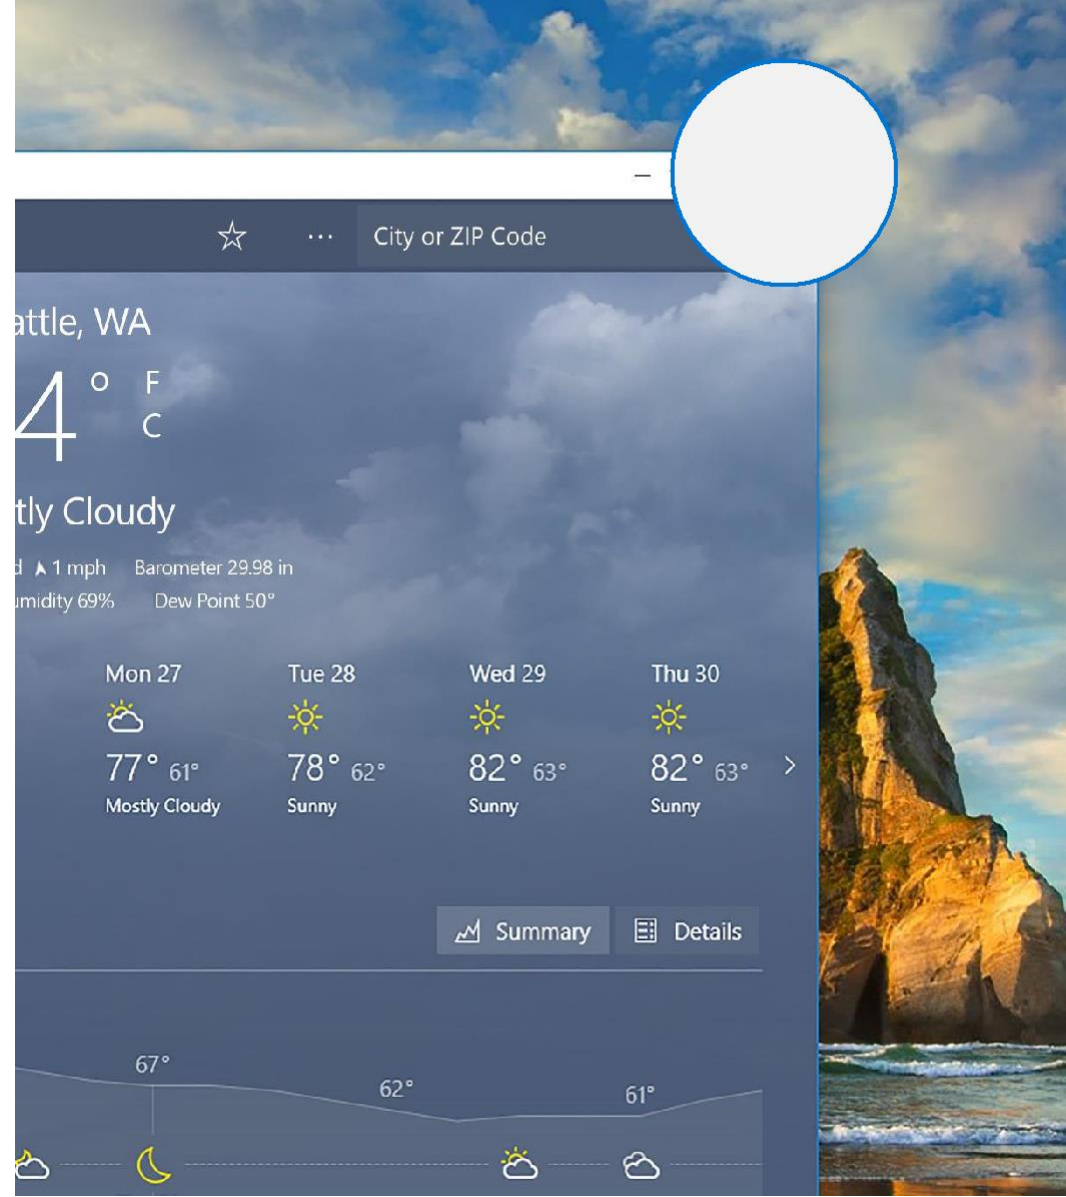 City or ZIP Code
attle, WA
4° F
C
tly Cloudy
d 1 mph Barometer 29.98 in
umidity 69% Dew Point 50°
Mon 27 Tue 28 Wed 29 Thu 30
77° 61° 78° 62° 82° 63° 82° 63°
Mostly Cloudy Sunny Sunny Sunny
Summary Details
67°
62°
61°